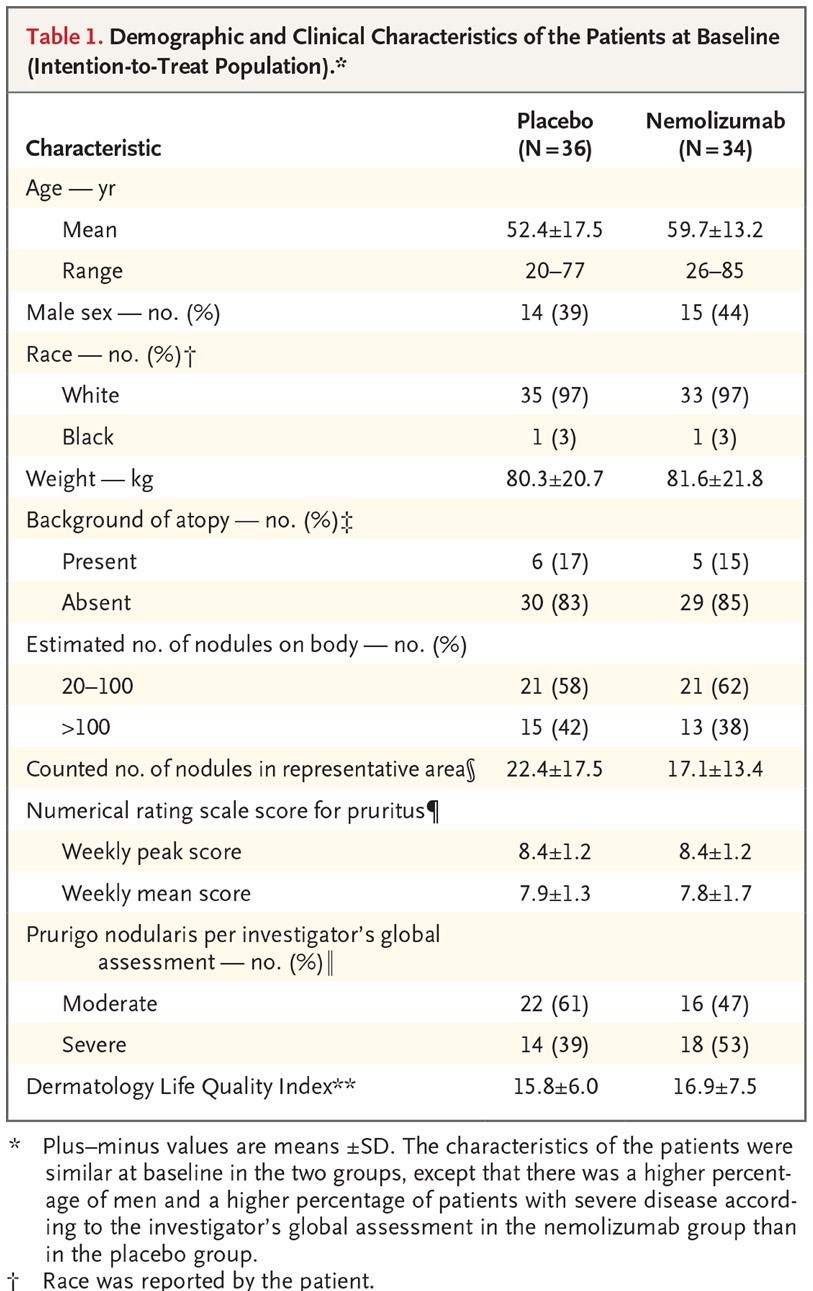 Table 1. Demographic and Clinical Characteristics of the Patients at Baseline
(Intention-to-Treat Population).*
Characteristic Placebo (N=36) Nemolizumab (N=34)
Age — yr
Mean 52.4±17.5 59.7±13.2
Range 20–77 26–85
Male sex — no. (%) 14 (39) 15 (44)
Race — no. (%)†
White 35 (97) 33 (97)
Black 1 (3) 1 (3)
Weight — kg 80.3±20.7 81.6±21.8
Background of atopy — no. (%)‡
Present 6 (17) 5 (15)
Absent 30 (83) 29 (85)
Estimated no. of nodules on body — no. (%)
20–100 21 (58) 21 (62)
>100 15 (42) 13 (38)
Counted no. of nodules in representative area§ 22.4±17.5 17.1±13.4
Numerical rating scale score for pruritus¶
Weekly peak score 8.4±1.2 8.4±1.2
Weekly mean score 7.9±1.3 7.8±1.7
Prurigo nodularis per investigator's global
assessment — no. (%)‖
Moderate 22 (61) 16 (47)
Severe 14 (39) 18 (53)
Dermatology Life Quality Index** 15.8±6.0 16.9±7.5
* Plus–minus values are means ±SD. The characteristics of the patients were
similar at baseline in the two groups, except that there was a higher percent-
age of men and a higher percentage of patients with severe disease accord-
ing to the investigator's global assessment in the nemolizumab group than
in the placebo group.
† Race was reported by the patient.